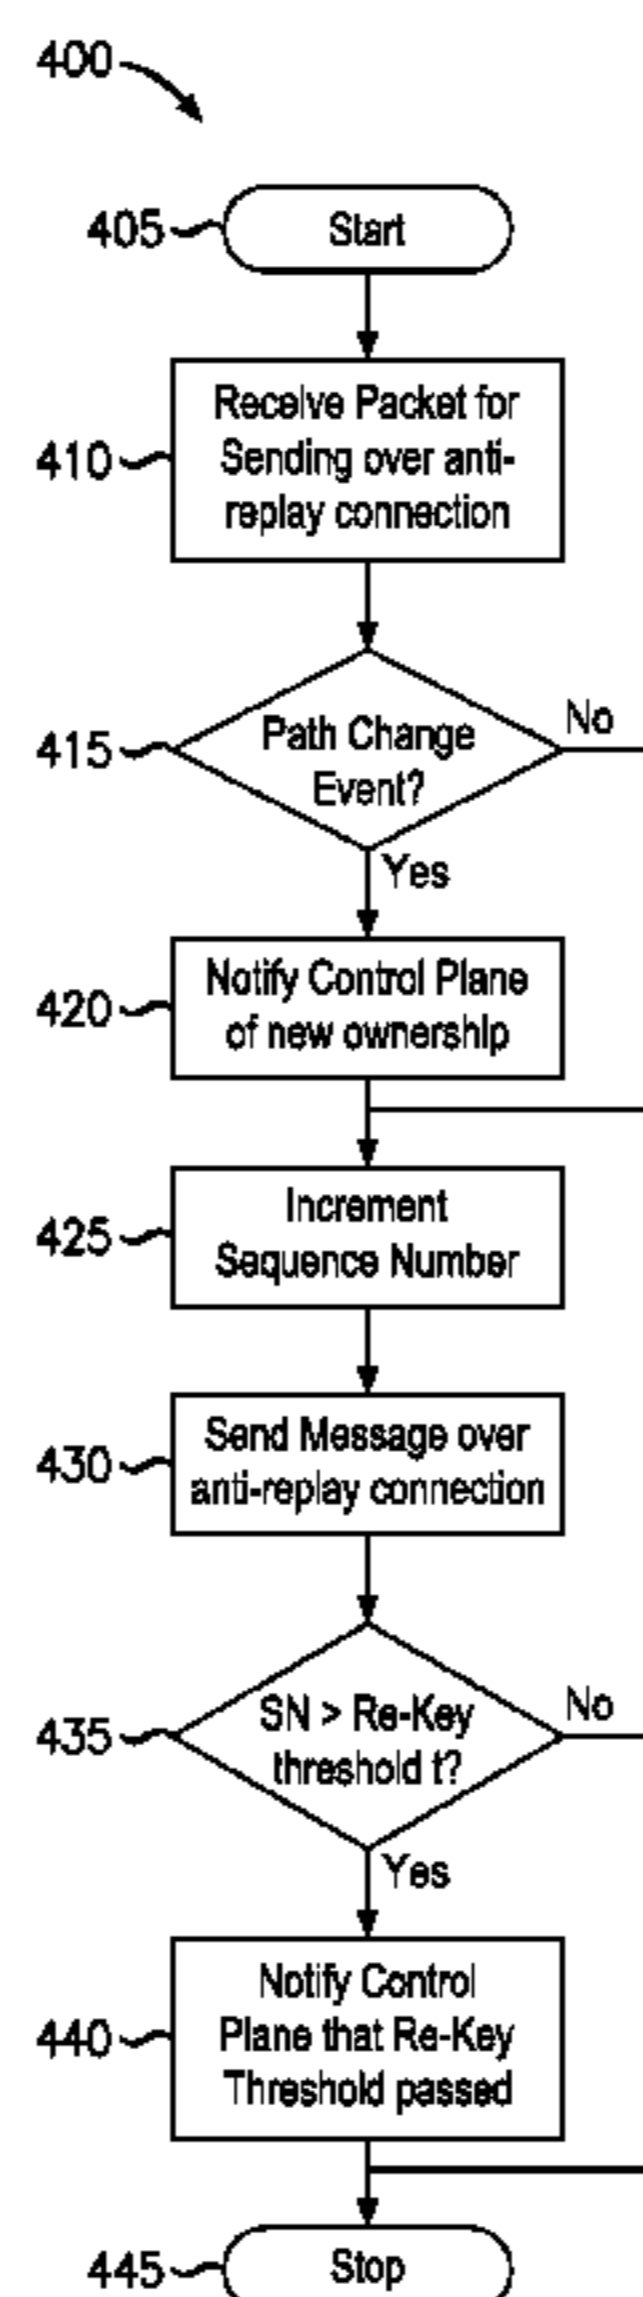 400
405
Start
410
Receive Packet for
Sending over anti-
replay connection
415
Path Change
Event?
No
Yes
420
Notify Control Plane
of new ownership
425
Increment
Sequence Number
430
Send Message over
anti-replay connection
435
SN > Re-Key
threshold t?
No
Yes
440
Notify Control
Plane that Re-Key
Threshold passed
445
Stop